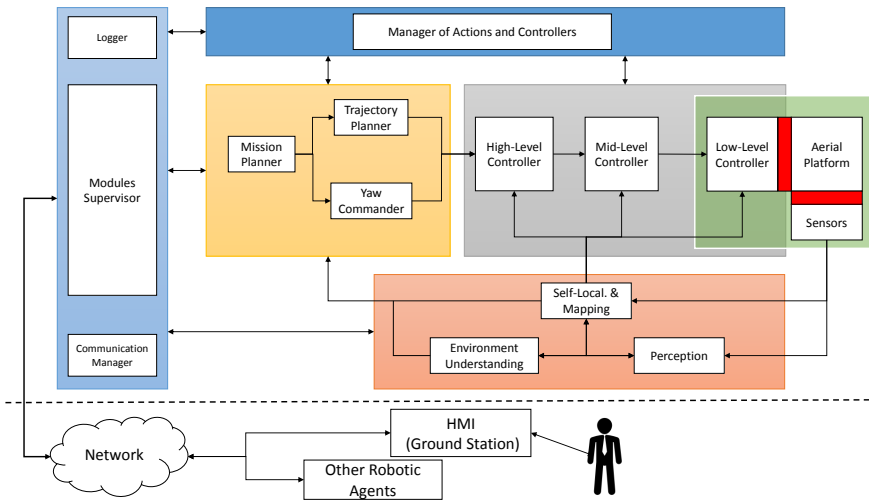 Logger
Manager of Actions and Controllers
Modules
Supervisor
Communication
Manager
Mission
Planner
Trajectory
Planner
Yaw
Commander
High-Level
Controller
Mid-Level
Controller
Low-Level
Controller
Aerial
Platform
Sensors
Self-Local. &
Mapping
Environment
Understanding
Perception
Network
HMI
(Ground Station)
Other Robotic
Agents